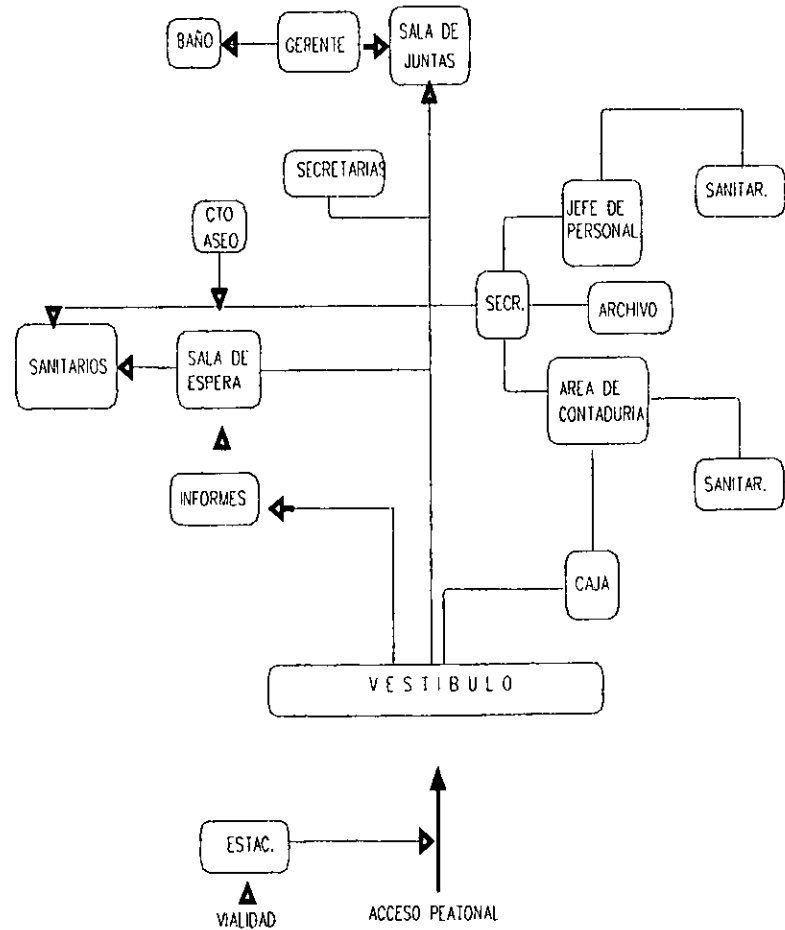 BAÑO
GERENTE
SALA DE
JUNTAS
SECRETARIAS
SANITAR.
JEFE DE
PERSONAL
CTO
ASEO
SECR.
ARCHIVO
SANITARIOS
SALA DE
ESPERA
AREA DE
CONTADURIA
SANITAR.
INFORMES
CAJA
VESTIBULO
ESTAC.
VIALIDAD
ACCESO PEATONAL